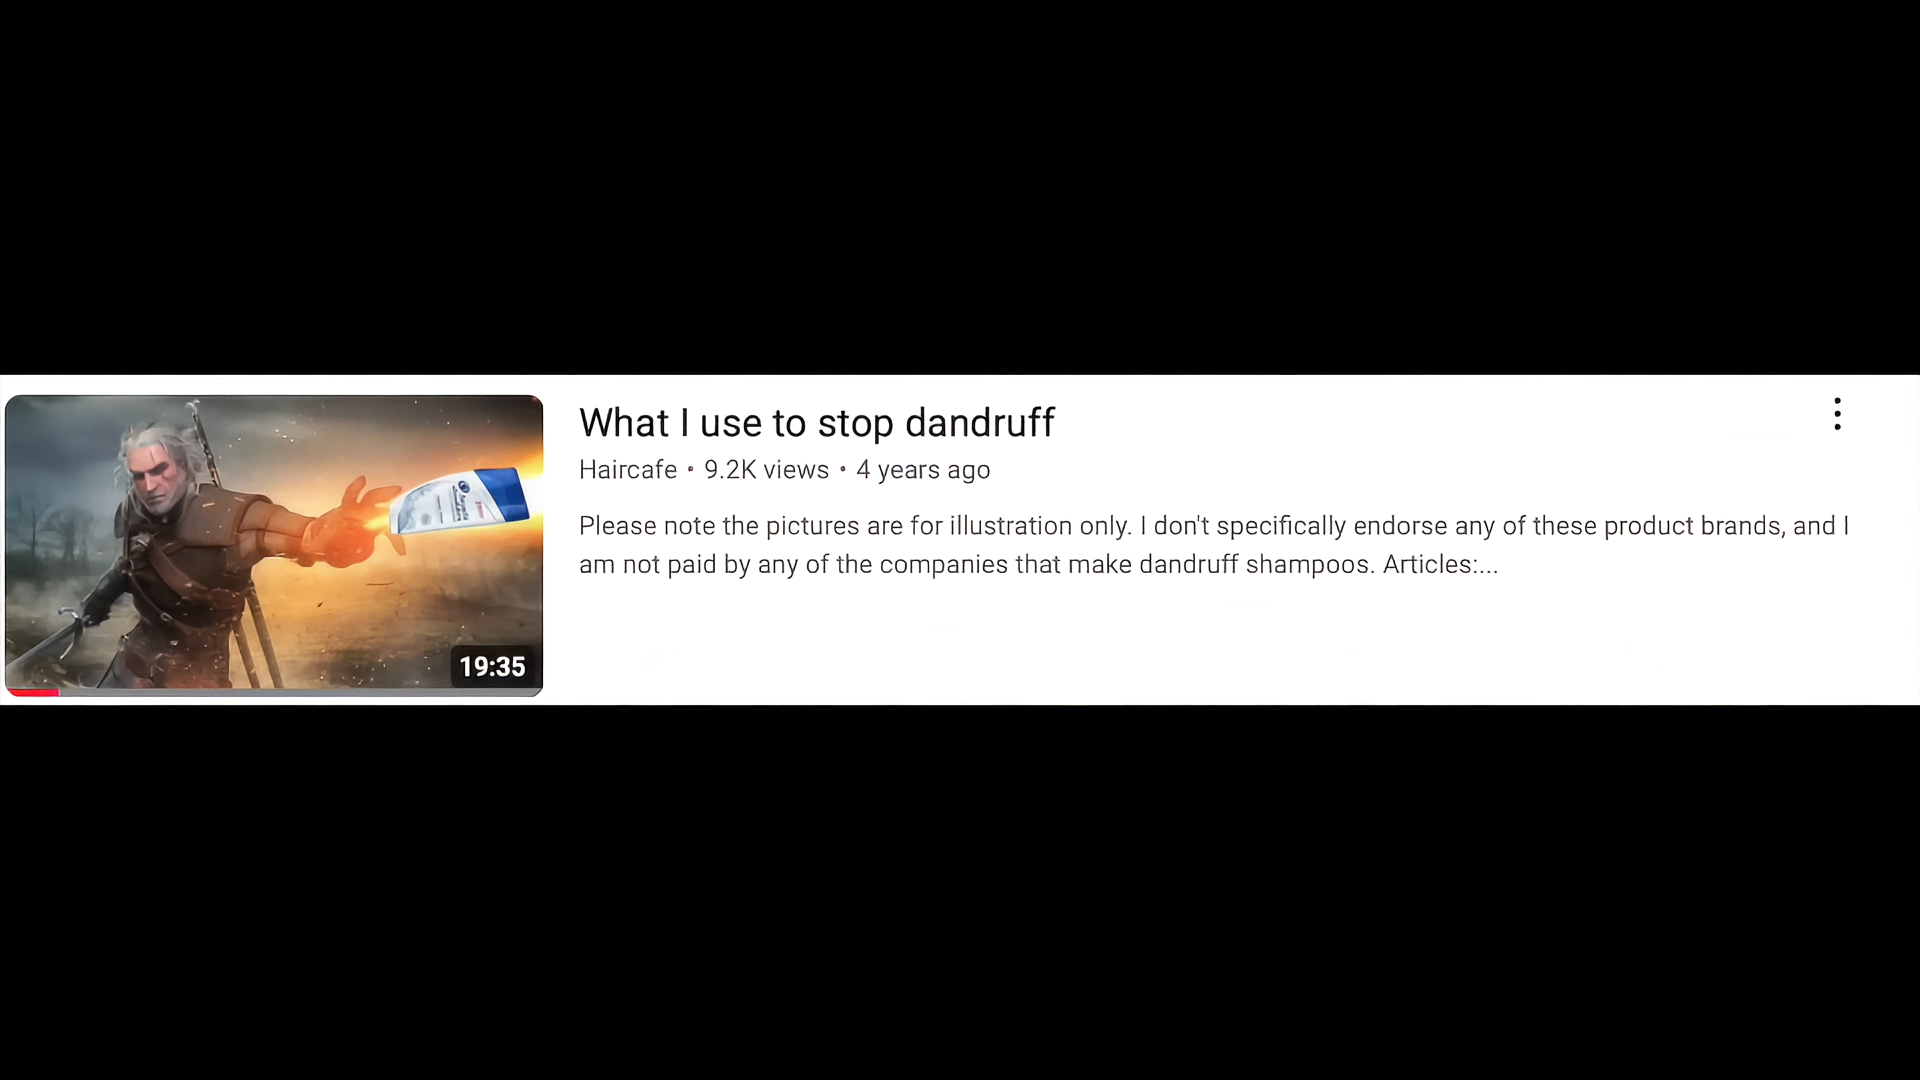 What I use to stop dandruff
Haircafe • 9.2K views • 4 years ago
Please note the pictures are for illustration only. I don't specifically endorse any of these product brands, and I
am not paid by any of the companies that make dandruff shampoos. Articles:...
19:35